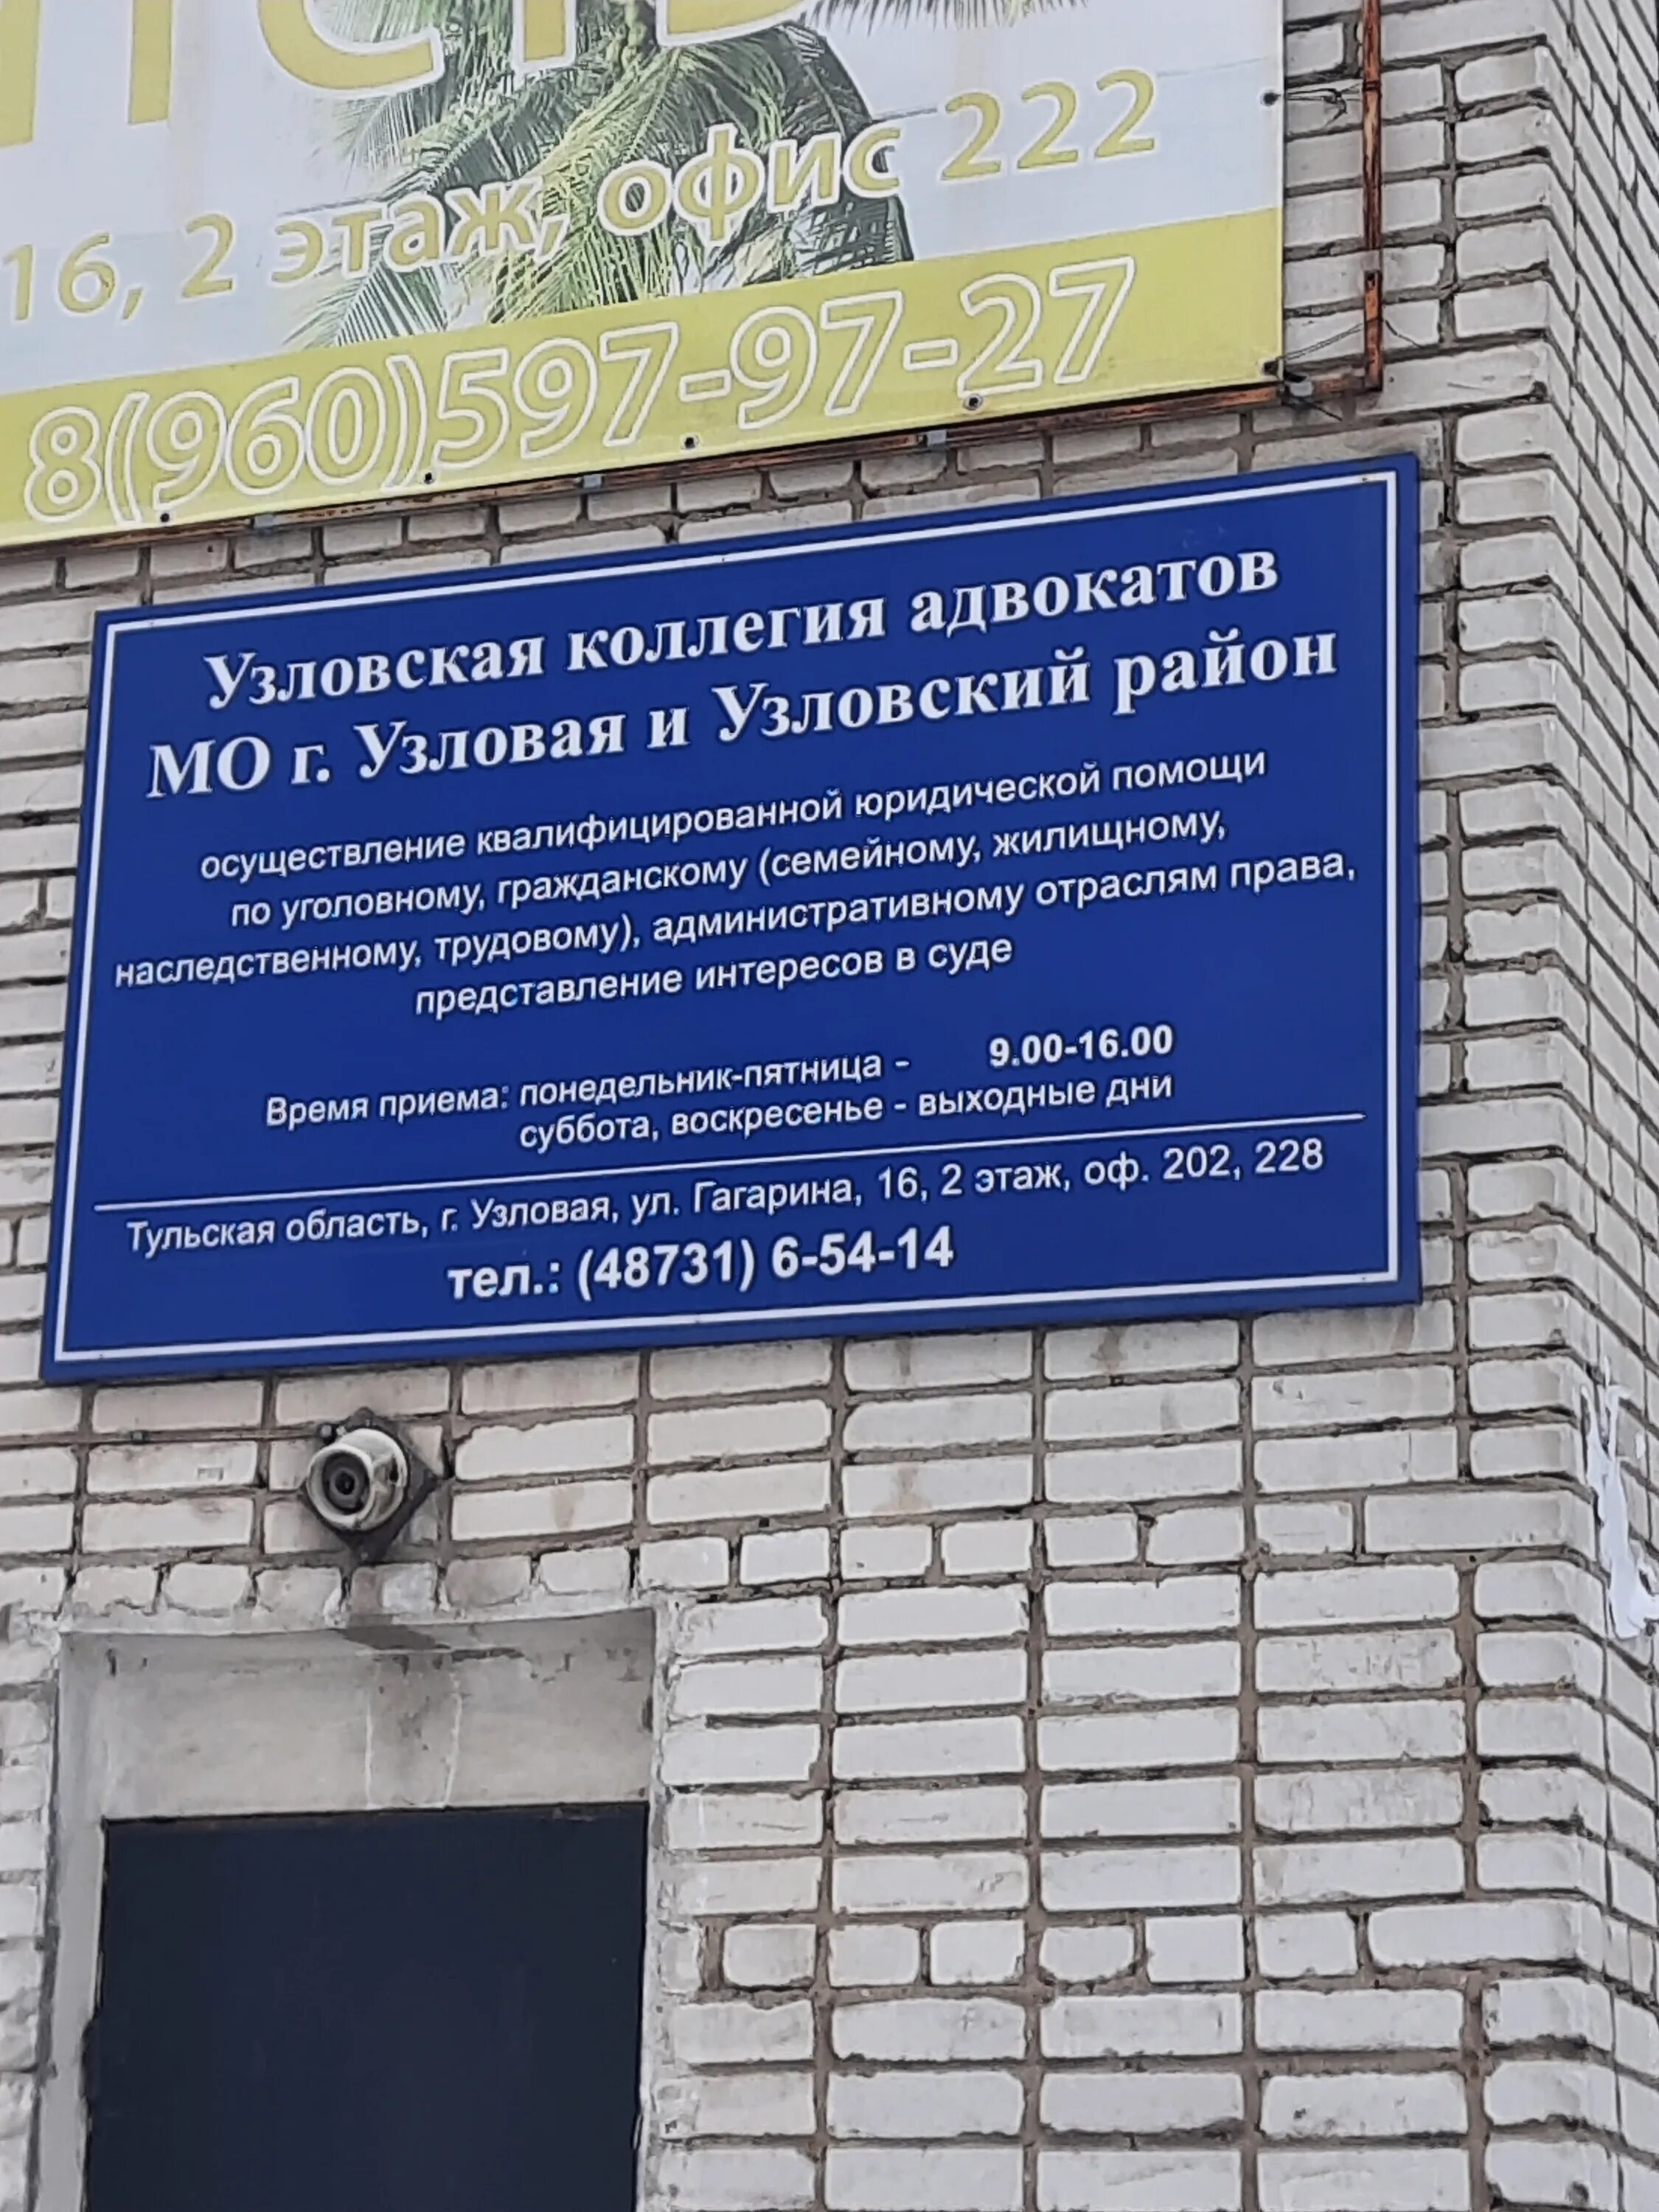 16, 2 этаж, офис 222
8(960)597-97-27
Узловская коллегия адвокатов
МО г. Узловая и Узловский район
осуществление квалифицированной юридической помощи
по уголовному, гражданскому (семейному, жилищному,
наследственному, трудовому), административному отраслям права,
представление интересов в суде
Время приема: понедельник-пятница - 9.00-16.00
суббота, воскресенье - выходные дни
Тульская область, г. Узловая, ул. Гагарина, 16, 2 этаж, оф. 202, 228
тел.: (48731) 6-54-14